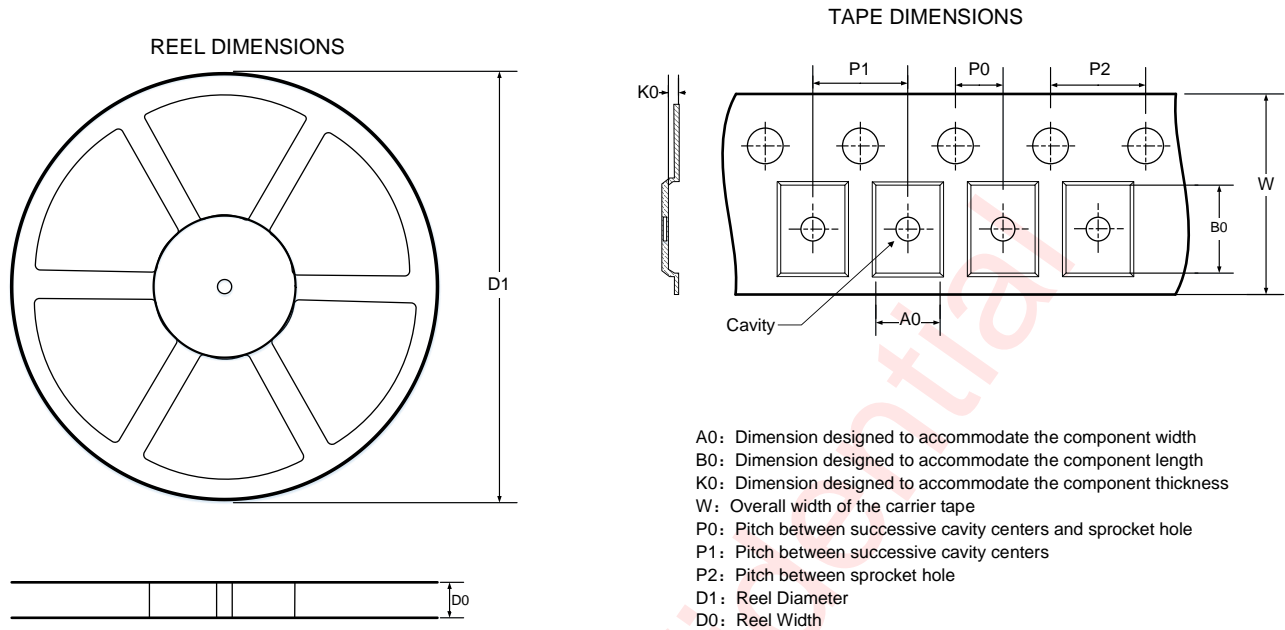 TAPE DIMENSIONS
REEL DIMENSIONS
P1
P0
P2
K0
W
B0
D1
Cavity
A0
A0：Dimension designed to accommodate the component width
B0：Dimension designed to accommodate the component length
K0：Dimension designed to accommodate the component thickness
W：Overall width of the carrier tape
P0：Pitch between successive cavity centers and sprocket hole
P1：Pitch between successive cavity centers
P2：Pitch between sprocket hole
D1：Reel Diameter
D0：Reel Width
D0
idential